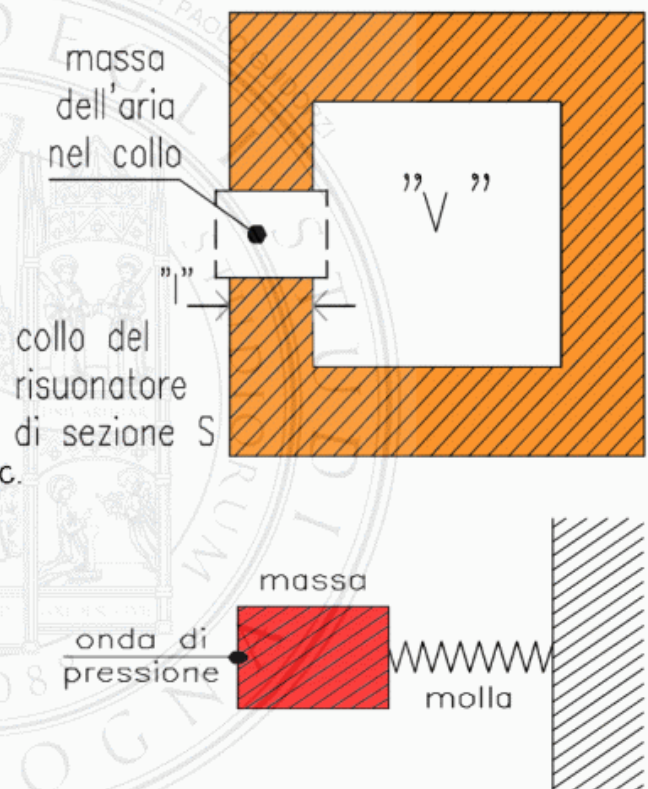 massa
dell'aria
nel collo
"V"
"l"
collo del
risuonatore
di sezione S
c.
massa
onda di
pressione
molla